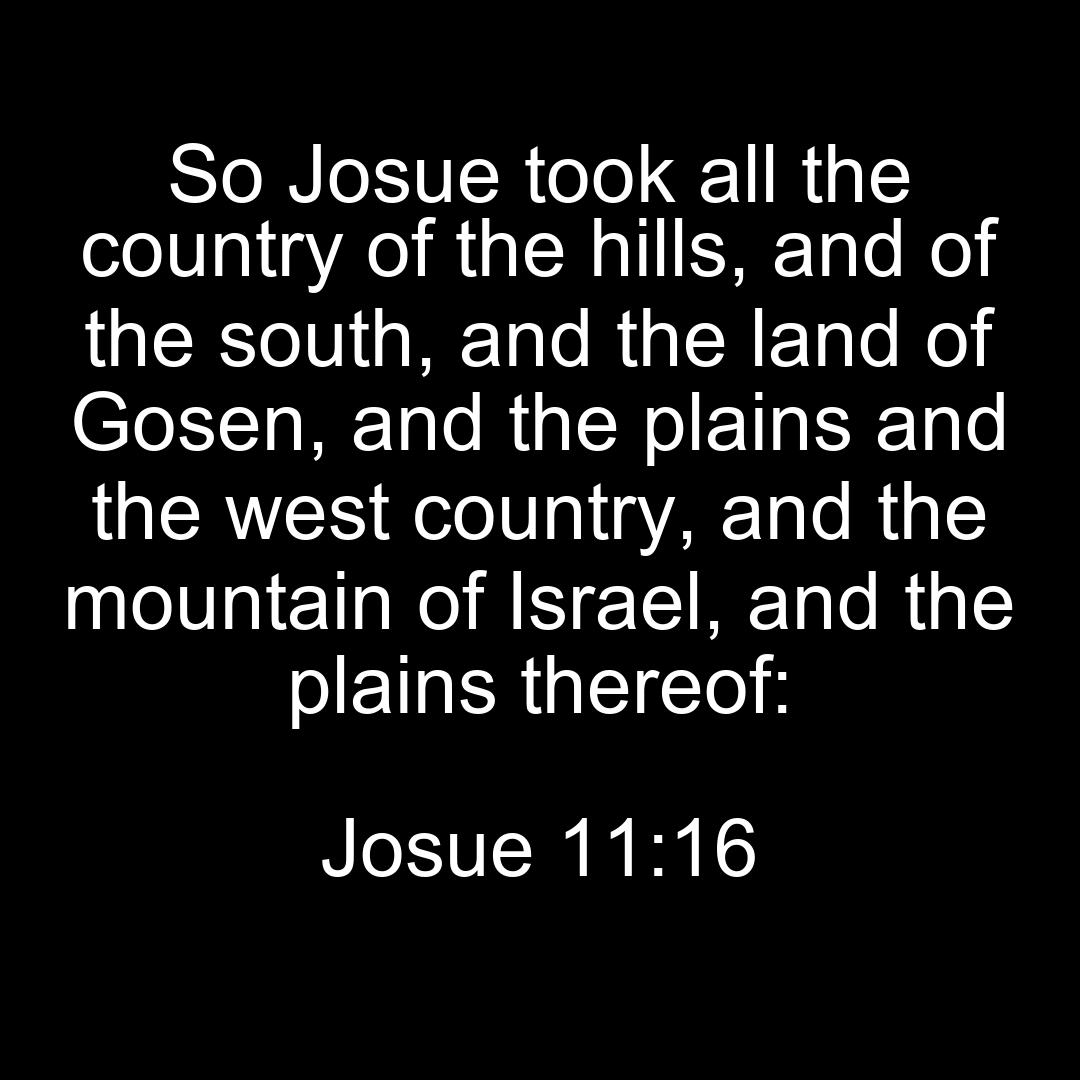 So Josue took all the
country of the hills, and of
the south, and the land of
Gosen, and the plains and
the west country, and the
mountain of Israel, and the
plains thereof:
Josue 11:16